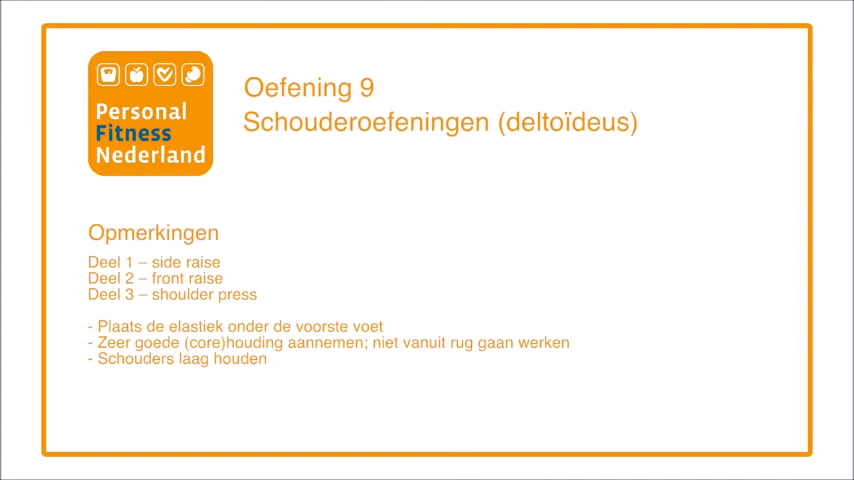 Personal
Fitness
Nederland
Oefening 9
Schouderoefeningen (deltoïdeus)
Opmerkingen
Deel 1 – side raise
Deel 2 – front raise
Deel 3 – shoulder press
- Plaats de elastiek onder de voorste voet
- Zeer goede (core)houding aannemen; niet vanuit rug gaan werken
- Schouders laag houden